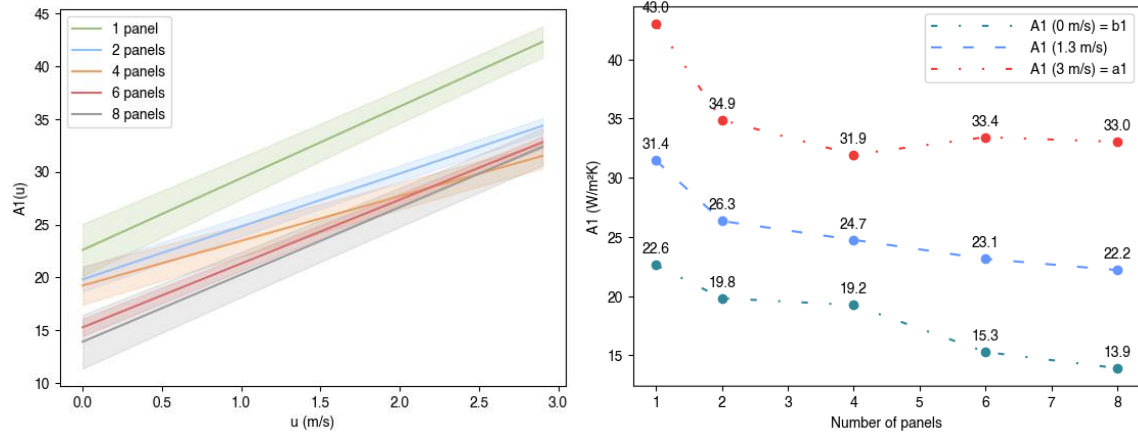 45
40
35
30
25
20
15
10
A1(u)
1 panel
2 panels
4 panels
6 panels
8 panels
0.0 0.5 1.0 1.5 2.0 2.5 3.0
u (m/s)
40
35
30
25
20
15
A1 (W/m²K)
A1 (0 m/s) = b1
A1 (1.3 m/s)
A1 (3 m/s) = a1
43.0
34.9
31.9
33.4
33.0
31.4
26.3
24.7
23.1
22.2
22.6
19.8
19.2
15.3
13.9
1 2 3 4 5 6 7 8
Number of panels